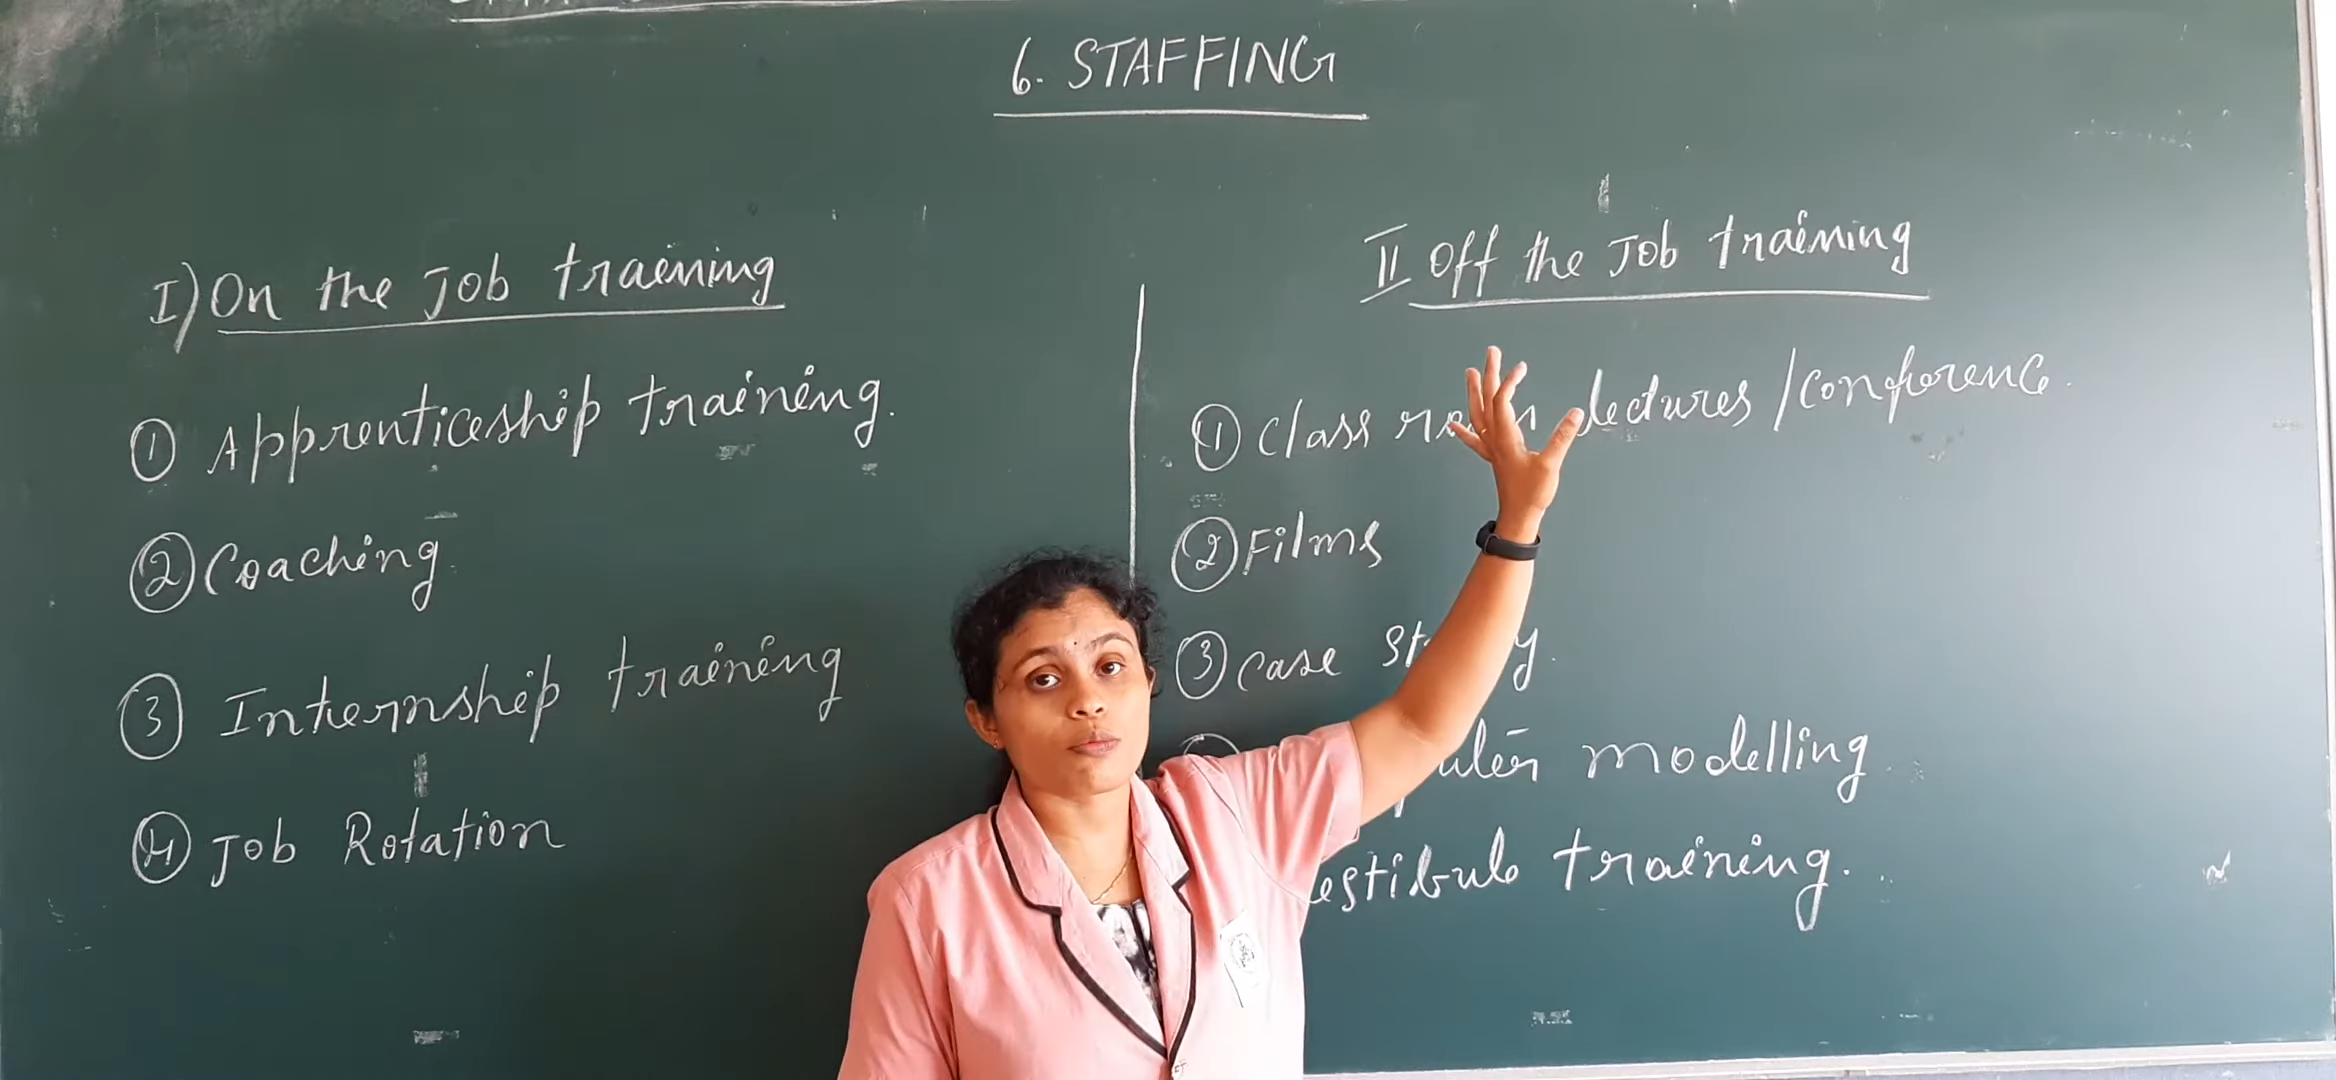 6. STAFFING
I) On the Job training
① Apprenticeship training.
② Coaching.
③ Internship training
④ Job Rotation
II Off the Job training
① Class lectures / conference.
② Films
③ Case
modelling
training.